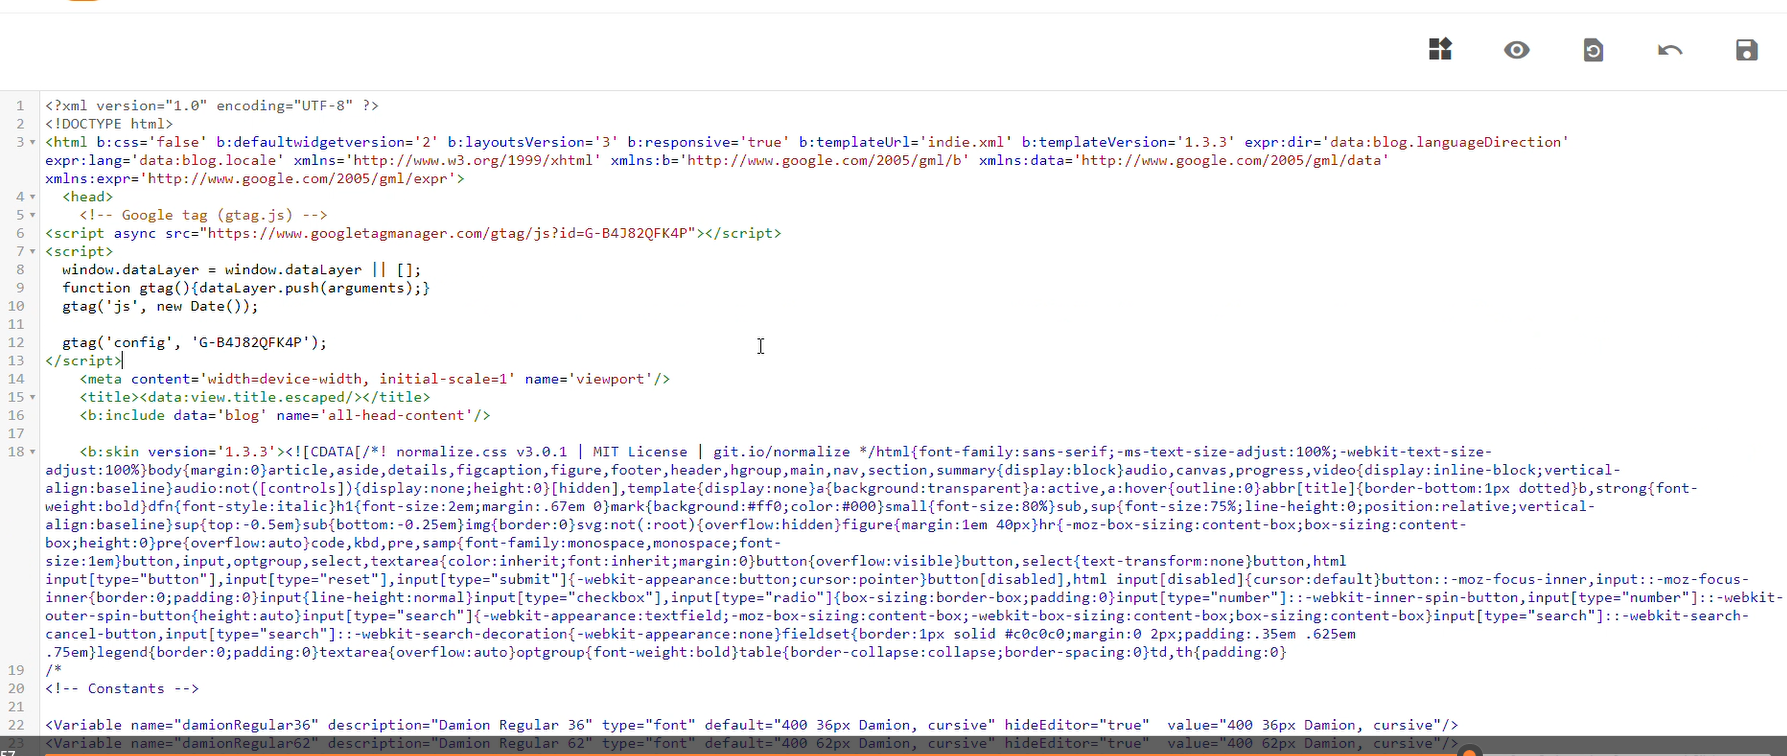 1 <?xml version="1.0" encoding="UTF-8" ?>
2 <!DOCTYPE html>
3 <html b:css='false' b:defaultwidgetversion='2' b:layoutsVersion='3' b:responsive='true' b:templateUrl='indie.xml' b:templateVersion='1.3.3' expr:dir='data:blog.languageDirection'
expr:lang='data:blog.locale' xmlns='http://www.w3.org/1999/xhtml' xmlns:b='http://www.google.com/2005/gml/b' xmlns:data='http://www.google.com/2005/gml/data'
xmlns:expr='http://www.google.com/2005/gml/expr'>
4 <head>
5 <!-- Google tag (gtag.js) -->
6 <script async src="https://www.googletagmanager.com/gtag/js?id=G-B4J82QFK4P"></script>
7 <script>
8 window.dataLayer = window.dataLayer || [];
9 function gtag(){dataLayer.push(arguments);}
10 gtag('js', new Date());
11
12 gtag('config', 'G-B4J82QFK4P');
13 </script>
14 <meta content='width=device-width, initial-scale=1' name='viewport'/>
15 <title><data:view.title.escaped/></title>
16 <b:include data='blog' name='all-head-content'/>
17
18 <b:skin version='1.3.3'><![CDATA[/*! normalize.css v3.0.1 | MIT License | git.io/normalize */html{font-family:sans-serif;-ms-text-size-adjust:100%;-webkit-text-size-
adjust:100%}body{margin:0}article,aside,details,figcaption,figure,footer,header,hgroup,main,nav,section,summary{display:block}audio,canvas,progress,video{display:inline-block;vertical-
align:baseline}audio:not([controls]){display:none;height:0}[hidden],template{display:none}a{background:transparent}a:active,a:hover{outline:0}abbr[title]{border-bottom:1px dotted}b,strong{font-
weight:bold}dfn{font-style:italic}h1{font-size:2em;margin:.67em 0}mark{background:#ff0;color:#000}small{font-size:80%}sub,sup{font-size:75%;line-height:0;position:relative;vertical-
align:baseline}sup{top:-0.5em}sub{bottom:-0.25em}img{border:0}svg:not(:root){overflow:hidden}figure{margin:1em 40px}hr{-moz-box-sizing:content-box;box-sizing:content-
box;height:0}pre{overflow:auto}code,kbd,pre,samp{font-family:monospace,monospace;font-
size:1em}button,input,optgroup,select,textarea{color:inherit;font:inherit;margin:0}button{overflow:visible}button,select{text-transform:none}button,html
input[type="button"],input[type="reset"],input[type="submit"]{-webkit-appearance:button;cursor:pointer}button[disabled],html input[disabled]{cursor:default}button::-moz-focus-inner,input::-moz-focus-
inner{border:0;padding:0}input{line-height:normal}input[type="checkbox"],input[type="radio"]{box-sizing:border-box;padding:0}input[type="number"]::-webkit-inner-spin-button,input[type="number"]::-webkit-
outer-spin-button{height:auto}input[type="search"]{-webkit-appearance:textfield;-moz-box-sizing:content-box;-webkit-box-sizing:content-box;box-sizing:content-box}input[type="search"]::-webkit-search-
cancel-button,input[type="search"]::-webkit-search-decoration{-webkit-appearance:none}fieldset{border:1px solid #c0c0c0;margin:0 2px;padding:.35em .625em
.75em}legend{border:0;padding:0}textarea{overflow:auto}optgroup{font-weight:bold}table{border-collapse:collapse;border-spacing:0}td,th{padding:0}
19 /*
20 <!-- Constants -->
21
22 <Variable name="damionRegular36" description="Damion Regular 36" type="font" default="400 36px Damion, cursive" hideEditor="true"  value="400 36px Damion, cursive"/>
23 <Variable name="damionRegular62" description="Damion Regular 62" type="font" default="400 62px Damion, cursive" hideEditor="true"  value="400 62px Damion, cursive"/>
57